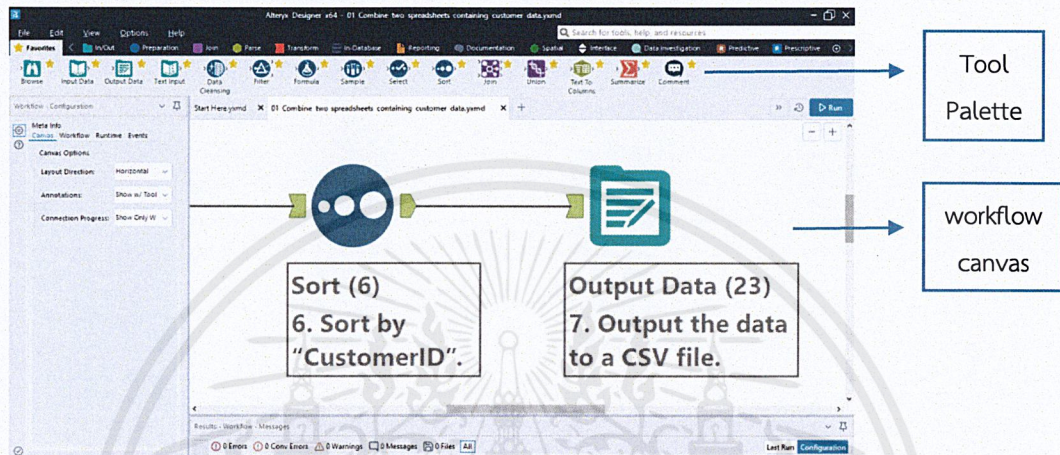 Alteryx Designer x64 - 01 Combine two spreadsheets containing customer data.yxmd
File Edit View Options Help
Search for tools, help, and resources
Favorites In/Out Preparation Join Parse Transform In-Database Reporting Documentation Spatial Interface Data Investigation Predictive Prescriptive
Browse Input Data Output Data Text Input Data Cleansing Filter Formula Sample Select Sort Join Union Text To Columns Summarize Comment
Tool
Palette
Workflow - Configuration
Start Here.yxmd 01 Combine two spreadsheets containing customer data.yxmd
Run
Meta Info
Canvas Workflow Runtime Events
Canvas Options
Layout Direction: Horizontal
Annotations: Show w/ Tool
Connection Progress: Show Only W
workflow
canvas
Sort (6)
6. Sort by
"CustomerID".
Output Data (23)
7. Output the data
to a CSV file.
Results - Workflow - Messages
0 Errors 0 Conv Errors 0 Warnings 0 Messages 0 Files All
Last Run Configuration